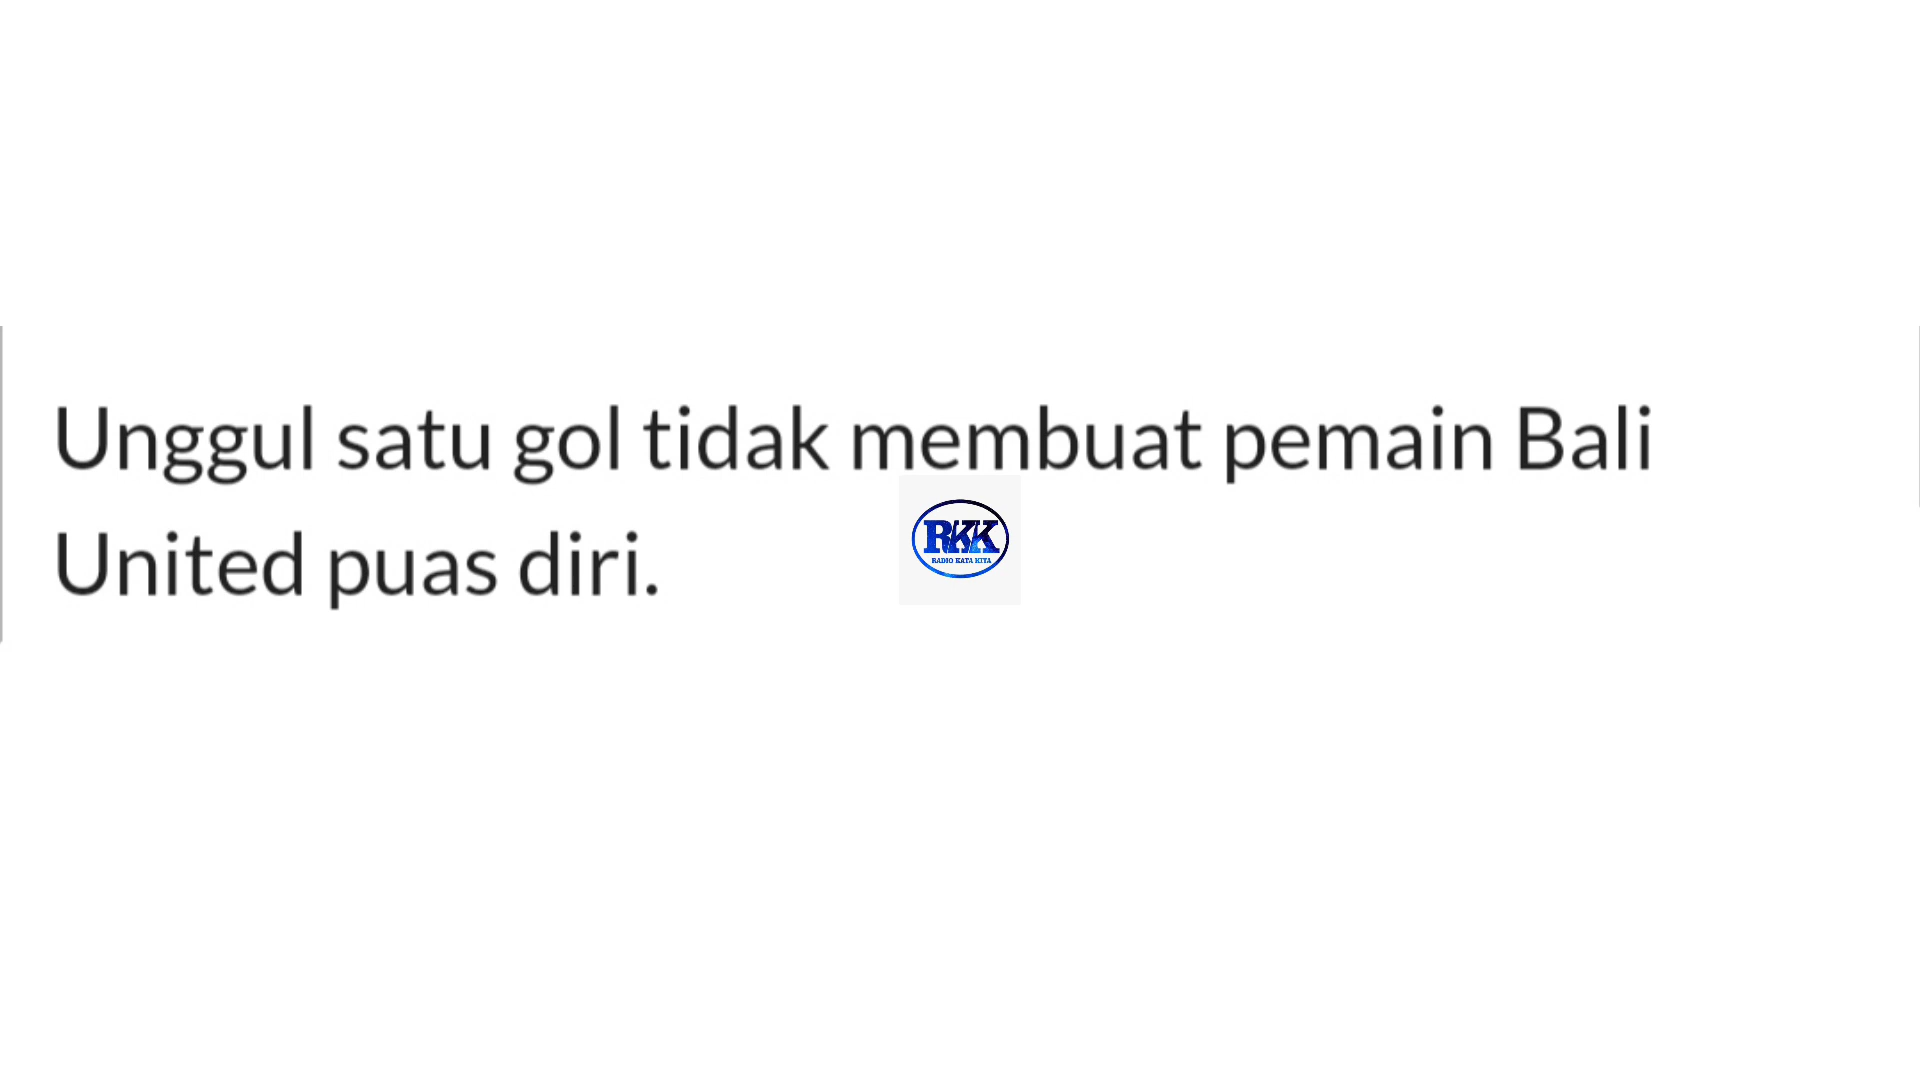 Unggul satu gol tidak membuat pemain Bali
United puas diri.
RKK
RADIO KATA KITA